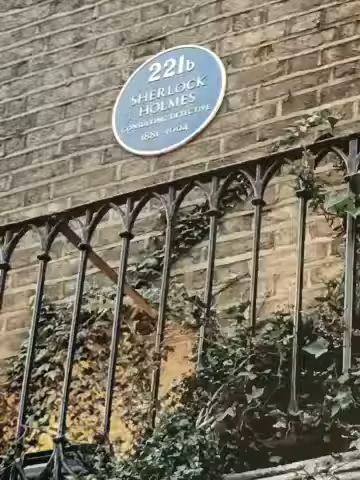 221b
SHERLOCK
HOLMES
CONSULTING DETECTIVE
1881-1904